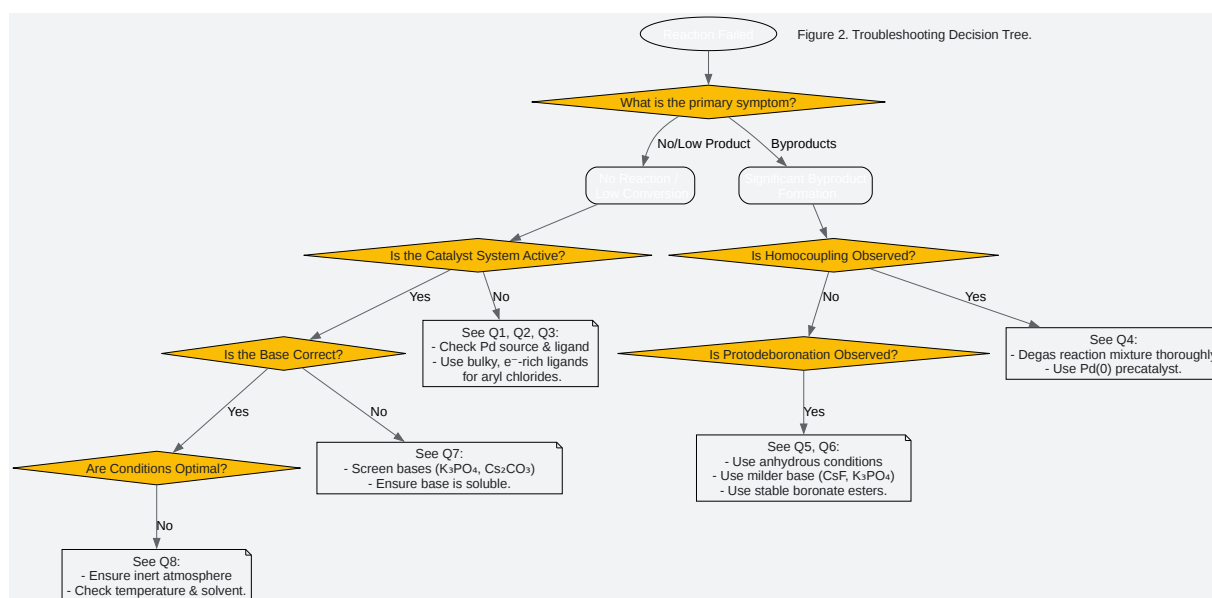 Reaction Failed
Figure 2. Troubleshooting Decision Tree.
What is the primary symptom?
No/Low Product
Byproducts
No Reaction /
Low Conversion
Significant Byproduct
Formation
Is the Catalyst System Active?
Is Homocoupling Observed?
Yes
No
No
Yes
See Q1, Q2, Q3:
- Check Pd source & ligand
- Use bulky, e⁻-rich ligands
for aryl chlorides.
See Q4:
- Degas reaction mixture thoroughly
- Use Pd(0) precatalyst.
Is the Base Correct?
Is Protodeboronation Observed?
Yes
No
Yes
See Q7:
- Screen bases (K₃PO₄, Cs₂CO₃)
- Ensure base is soluble.
See Q5, Q6:
- Use anhydrous conditions
- Use milder base (CsF, K₃PO₄)
- Use stable boronate esters.
Are Conditions Optimal?
No
See Q8:
- Ensure inert atmosphere
- Check temperature & solvent.